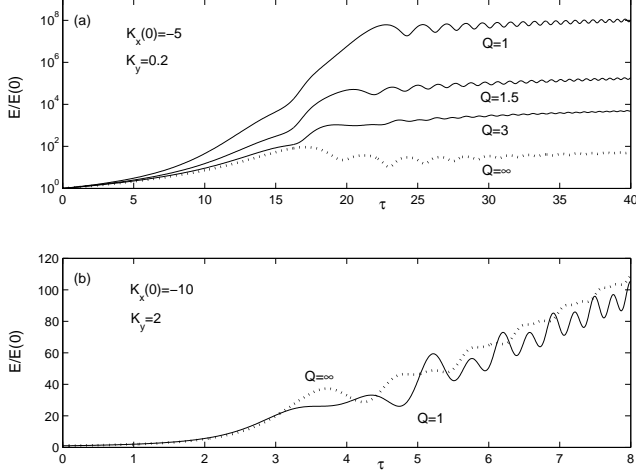 (a)
K_x(0)=−5
K_y=0.2
Q=1
Q=1.5
Q=3
Q=∞
E/E(0)
10^8
10^6
10^4
10^2
10^0
0 5 10 15 20 25 30 35 40
τ
(b)
K_x(0)=−10
K_y=2
Q=∞
Q=1
E/E(0)
120
100
80
60
40
20
0
0 1 2 3 4 5 6 7 8
τ